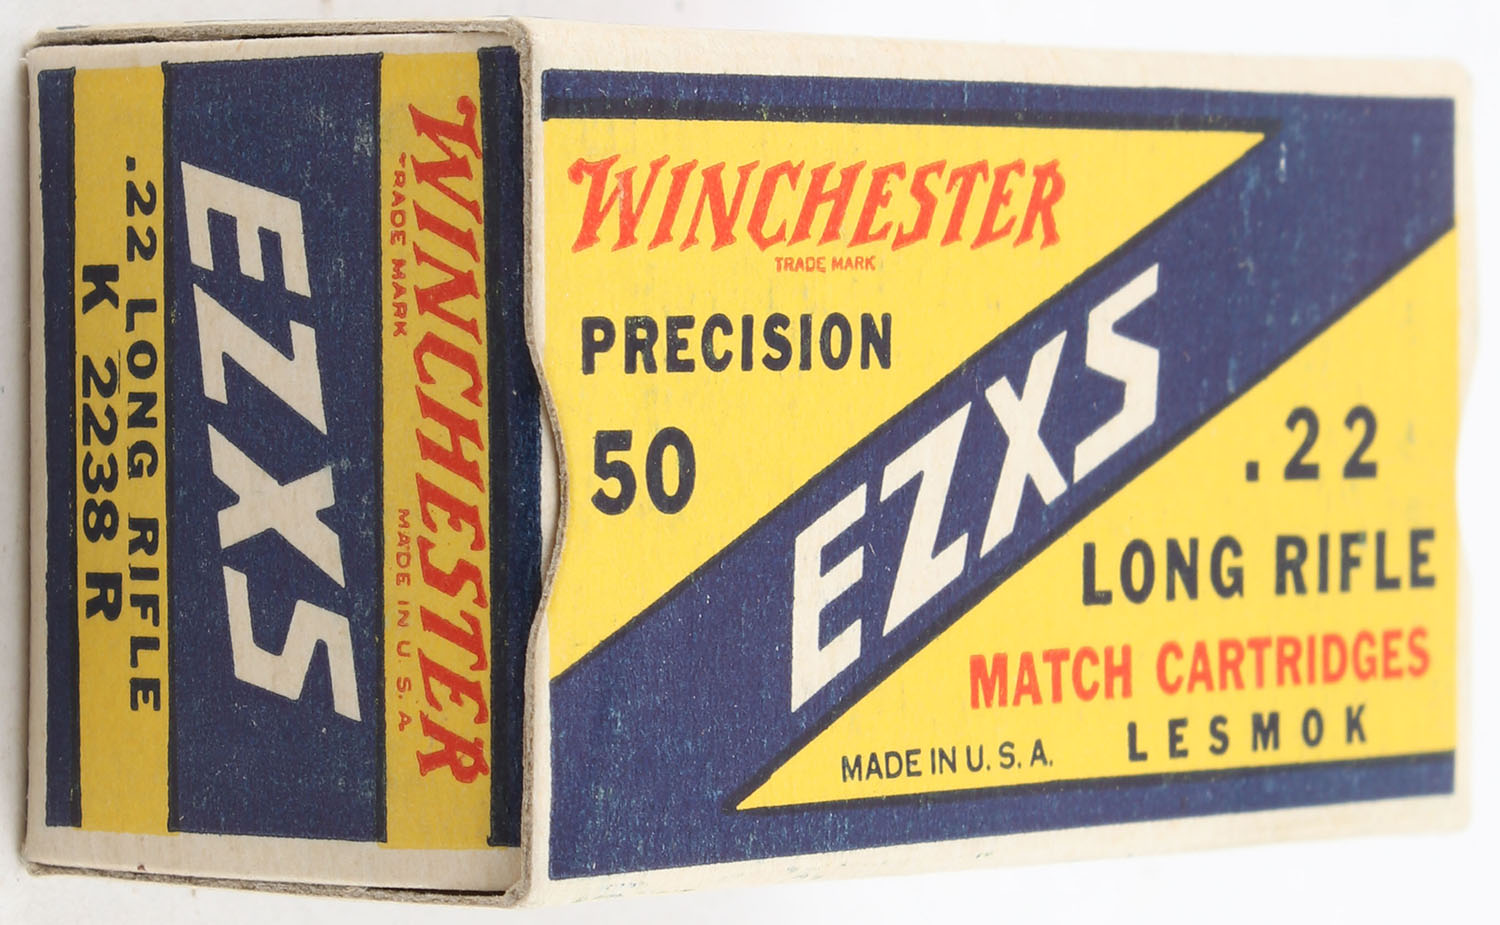 WINCHESTER
TRADE MARK
PRECISION
50
EZXS
.22
LONG RIFLE
MATCH CARTRIDGES
LESMOK
MADE IN U. S. A.
WINCHESTER
TRADE MARK MADE IN U. S. A.
EZXS
.22 LONG RIFLE
K 2238 R